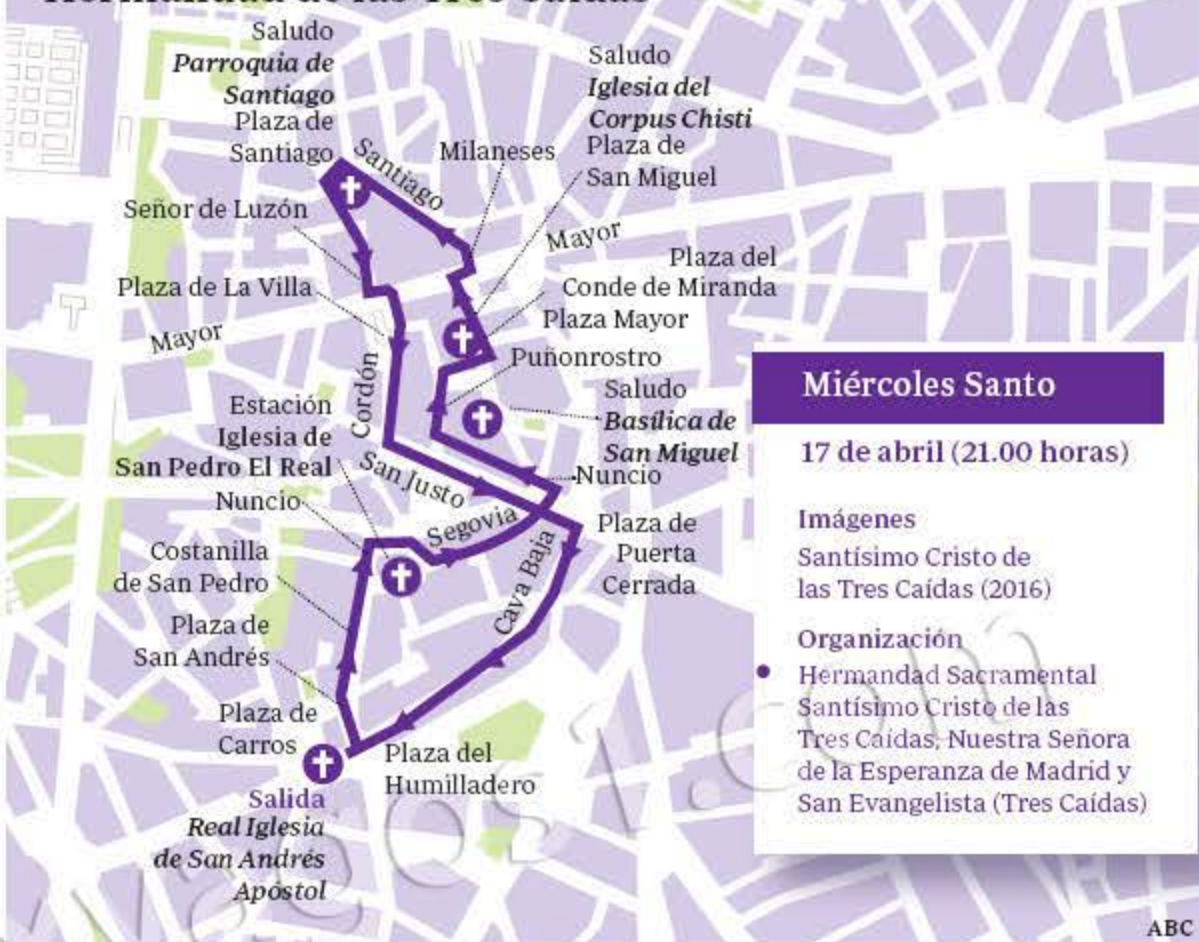 Hermandad de las Tres Caídas
Saludo
Parroquia de
Santiago
Plaza de
Santiago
Santiago
Milaneses
Saludo
Iglesia del
Corpus Chisti
Plaza de
San Miguel
Señor de Luzón
Mayor
Plaza del
Conde de Miranda
Plaza de La Villa
Plaza Mayor
Mayor
Puñonrostro
Cordón
Saludo
Basílica de
San Miguel
Estación
Iglesia de
San Pedro El Real
San Justo
Nuncio
Nuncio
Segovia
Plaza de
Puerta
Cerrada
Costanilla
de San Pedro
Cava Baja
Plaza de
San Andrés
Plaza de
Carros
Plaza del
Humilladero
Salida
Real Iglesia
de San Andrés
Apóstol
Miércoles Santo
17 de abril (21.00 horas)
Imágenes
Santísimo Cristo de
las Tres Caídas (2016)
Organización
Hermandad Sacramental
Santísimo Cristo de las
Tres Caídas, Nuestra Señora
de la Esperanza de Madrid y
San Evangelista (Tres Caídas)
ABC